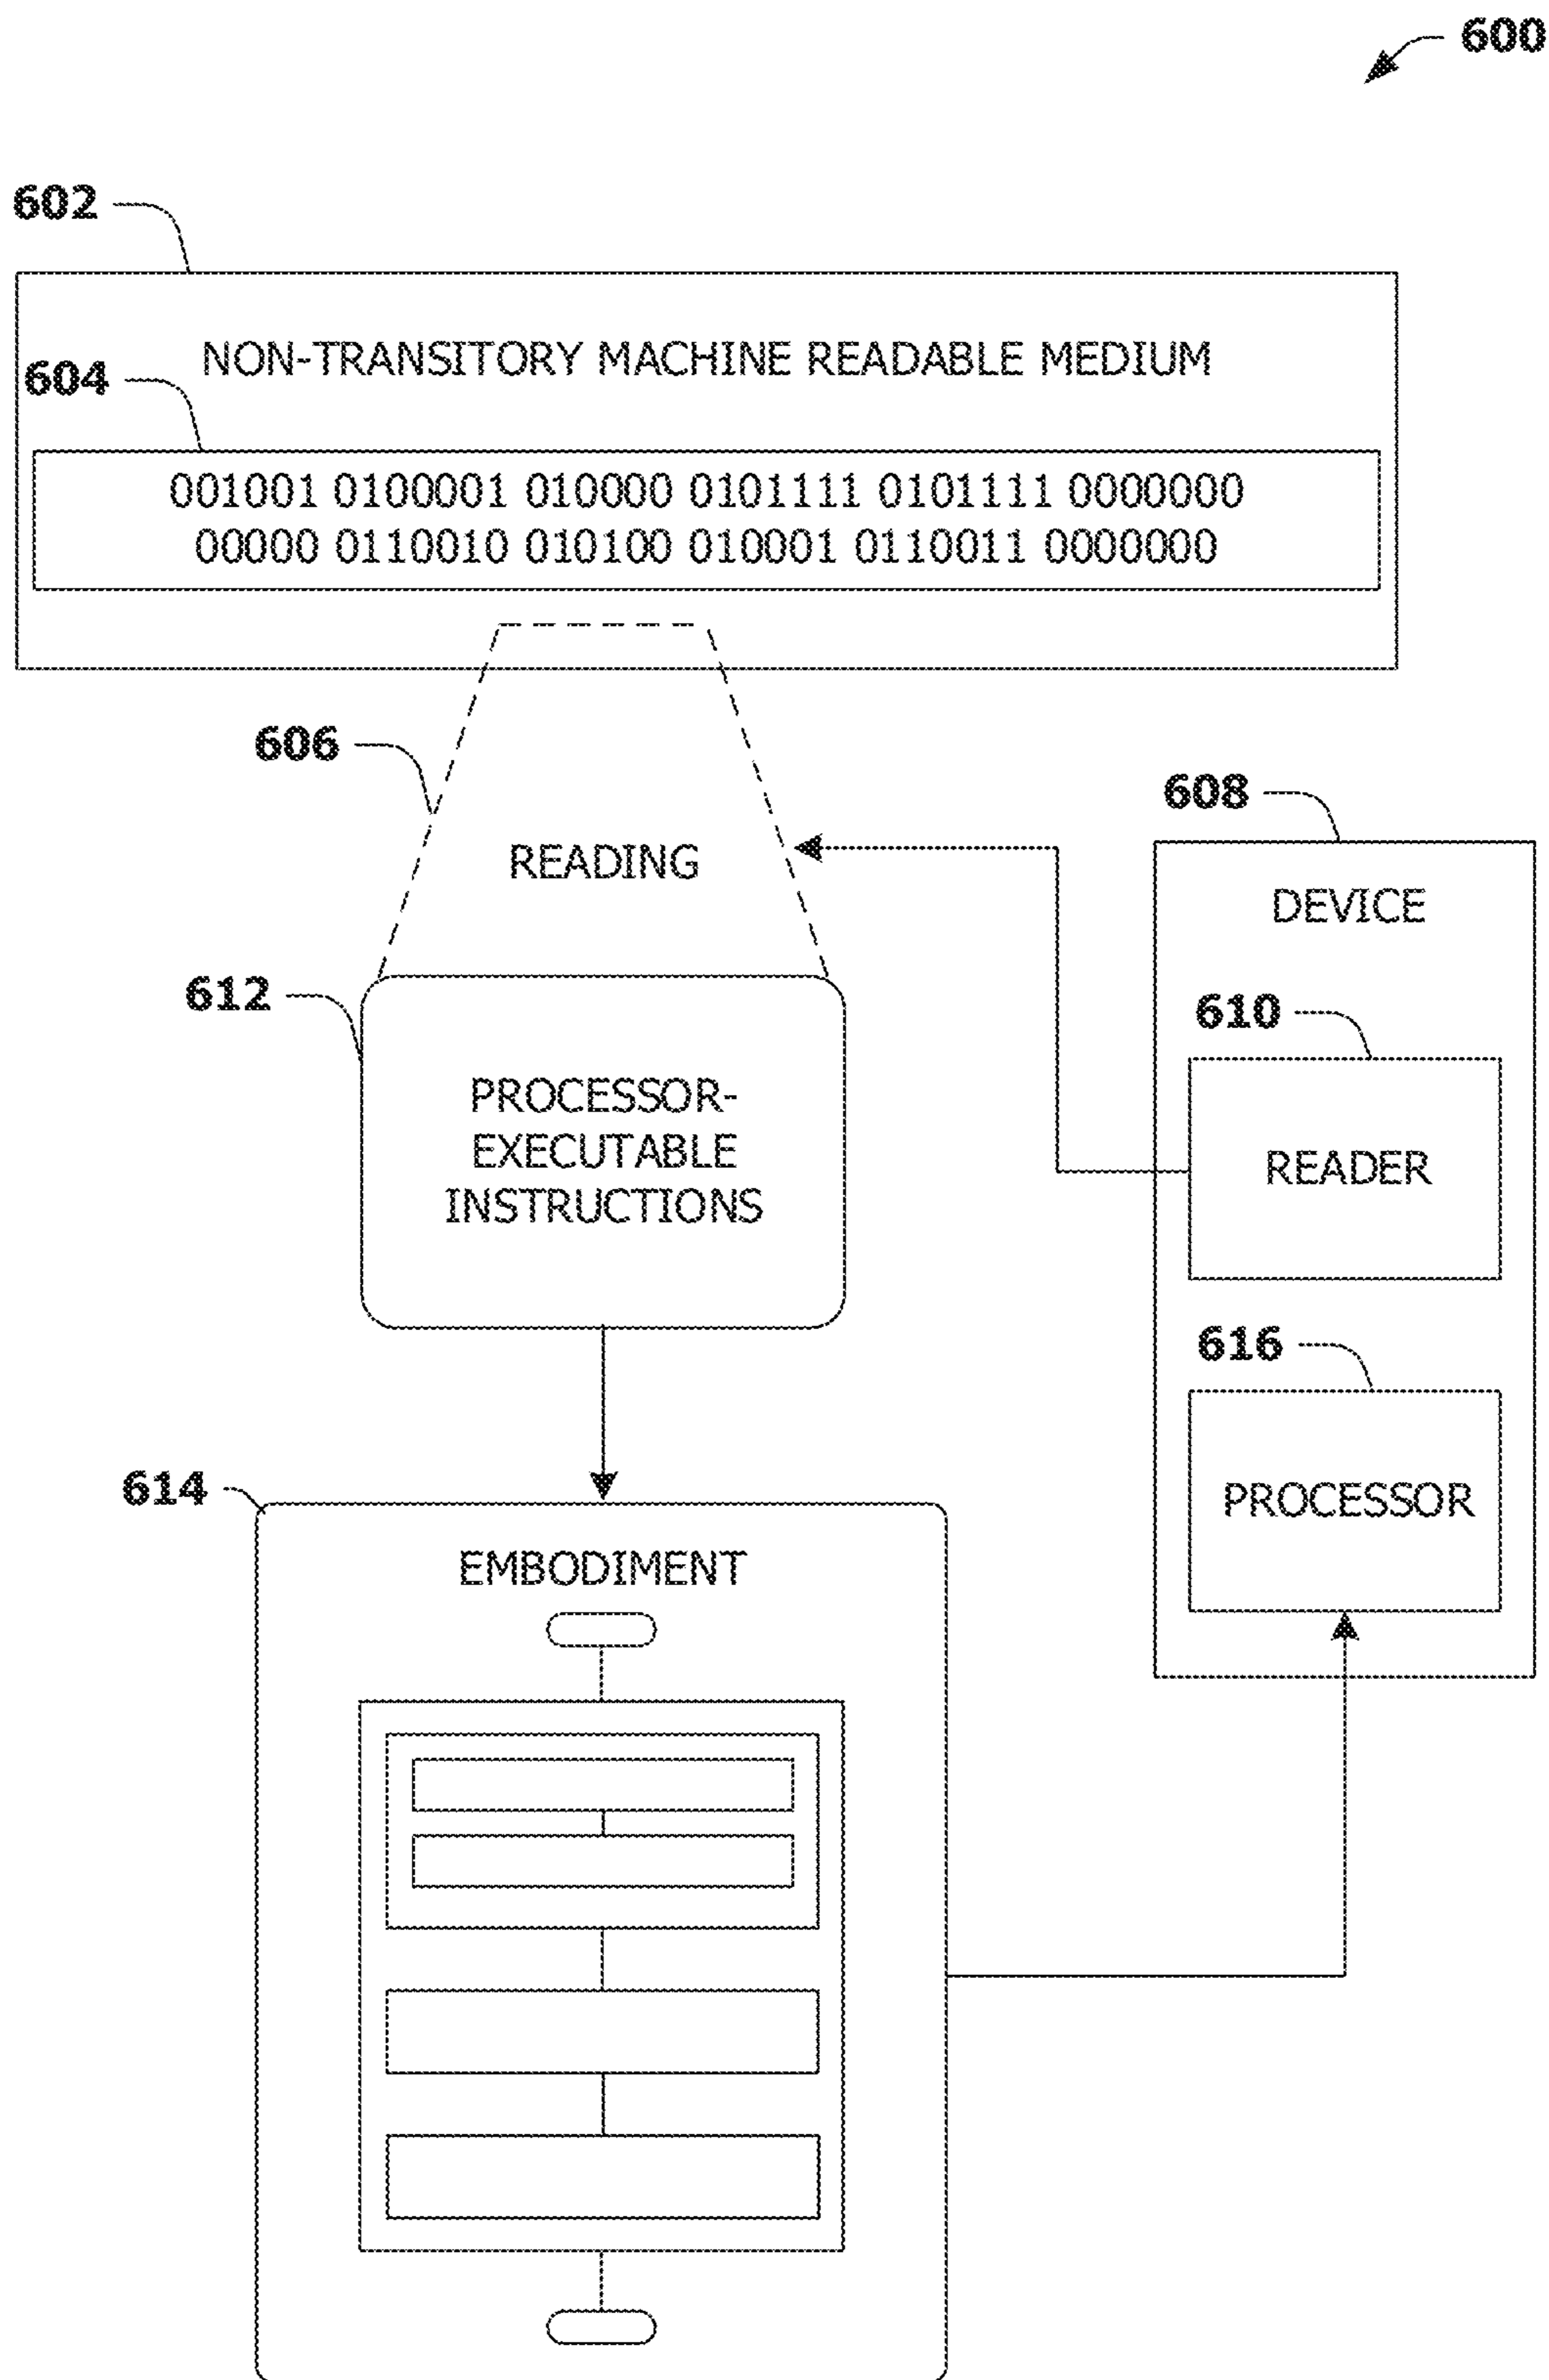 600
602
NON-TRANSITORY MACHINE READABLE MEDIUM
604
001001 0100001 010000 0101111 0101111 0000000
00000 0110010 010100 010001 0110011 0000000
606
READING
608
DEVICE
612
PROCESSOR-
EXECUTABLE
INSTRUCTIONS
610
READER
616
PROCESSOR
614
EMBODIMENT